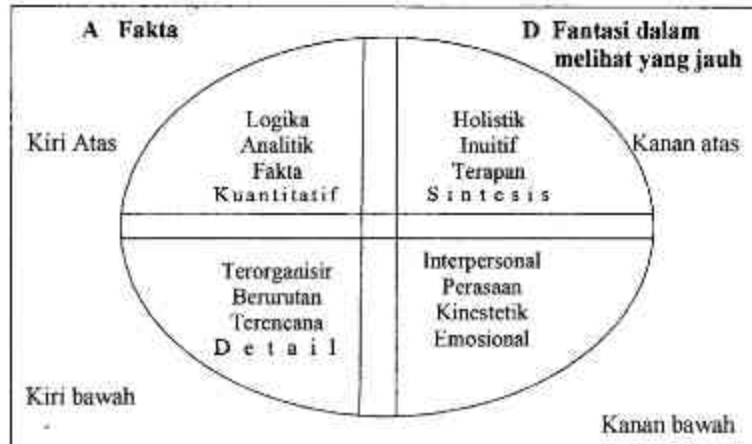 A Fakta
D Fantasi dalam
melihat yang jauh
Kiri Atas
Logika
Analitik
Fakta
Kuantitatif
Holistik
Inuitif
Terapan
Sintesis
Kanan atas
Terorganisir
Berurutan
Terencana
Detail
Interpersonal
Perasaan
Kinestetik
Emosional
Kiri bawah
Kanan bawah